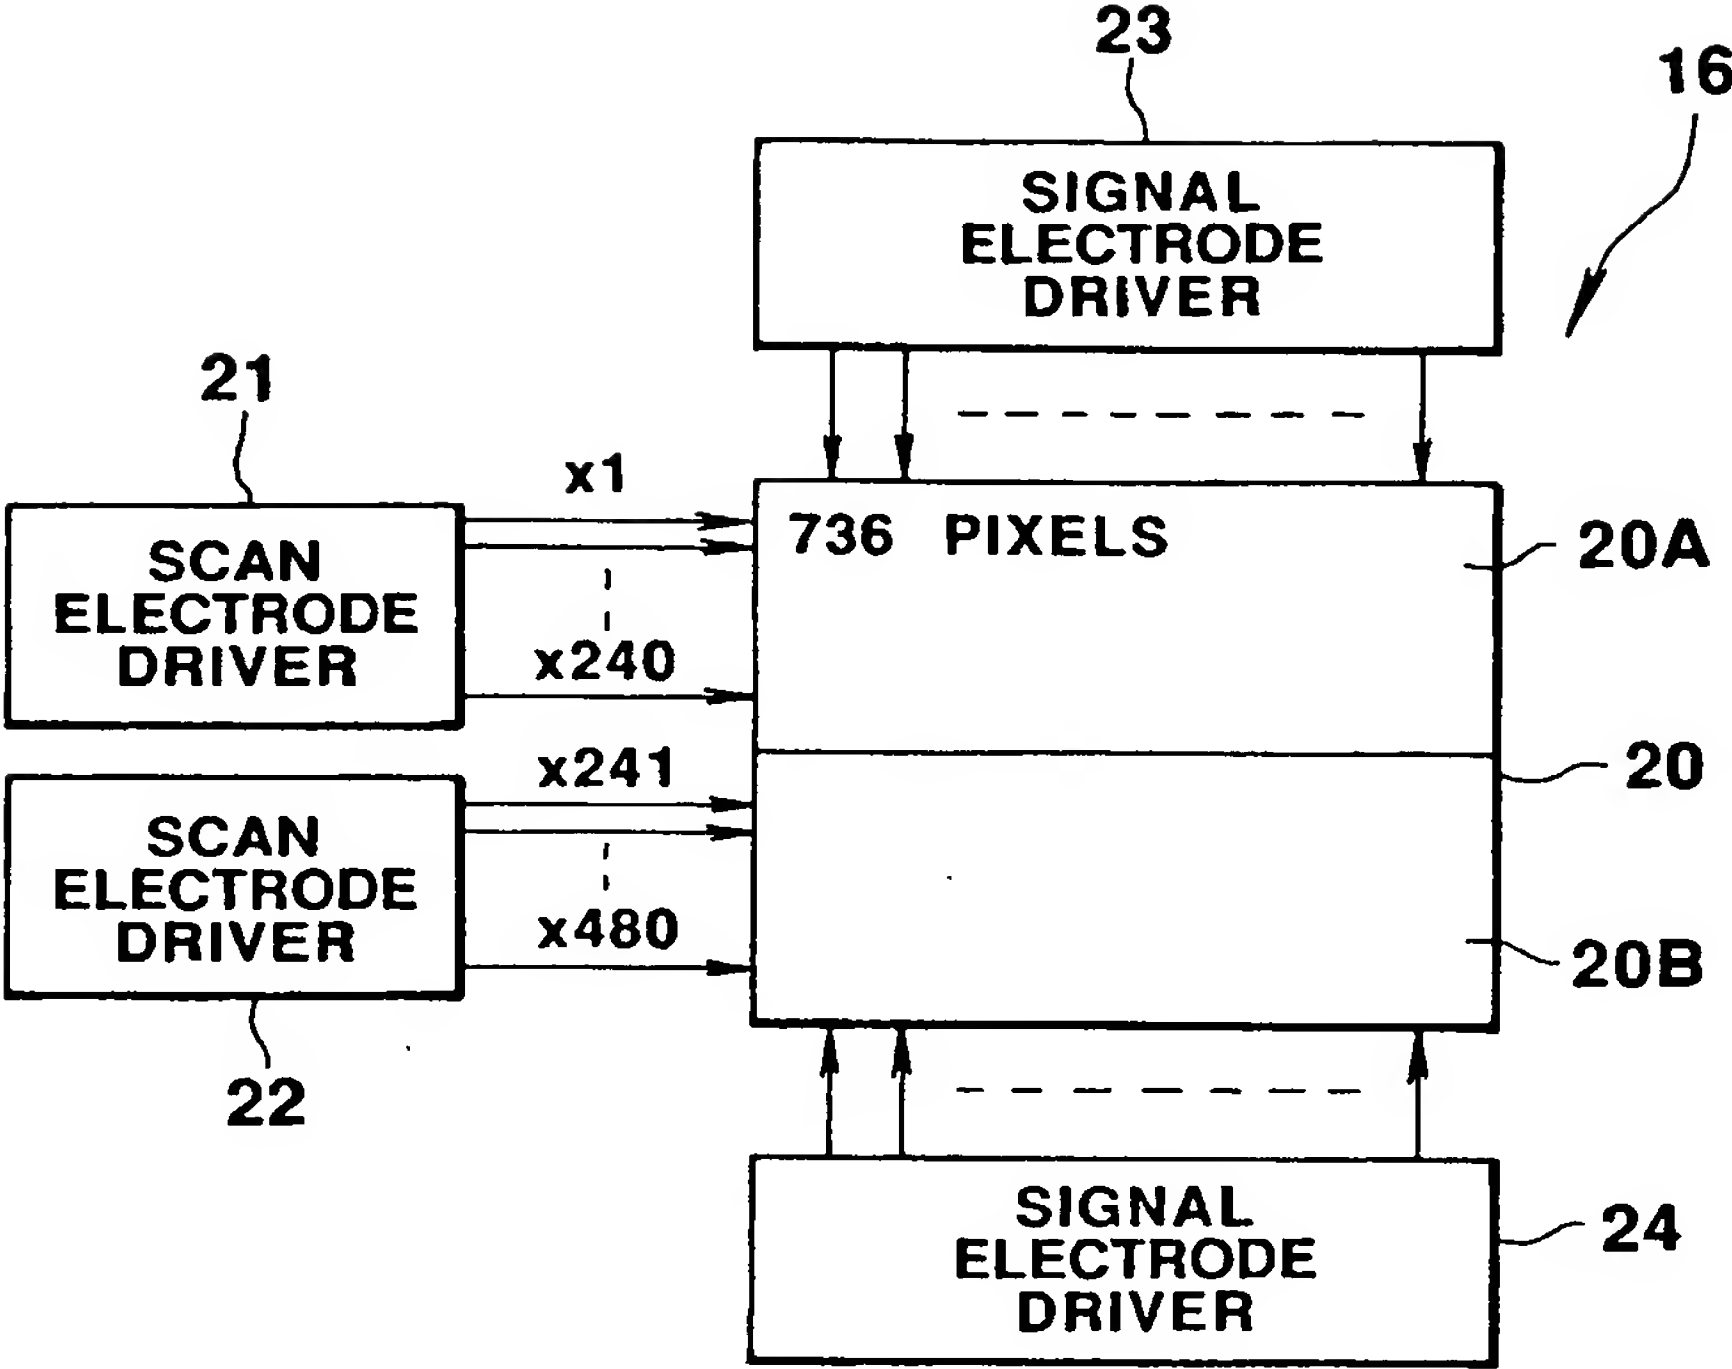 23
16
SIGNAL
ELECTRODE
DRIVER
21
x1
SCAN
ELECTRODE
DRIVER
x240
736 PIXELS
20A
x241
20
SCAN
ELECTRODE
DRIVER
x480
20B
22
SIGNAL
ELECTRODE
DRIVER
24